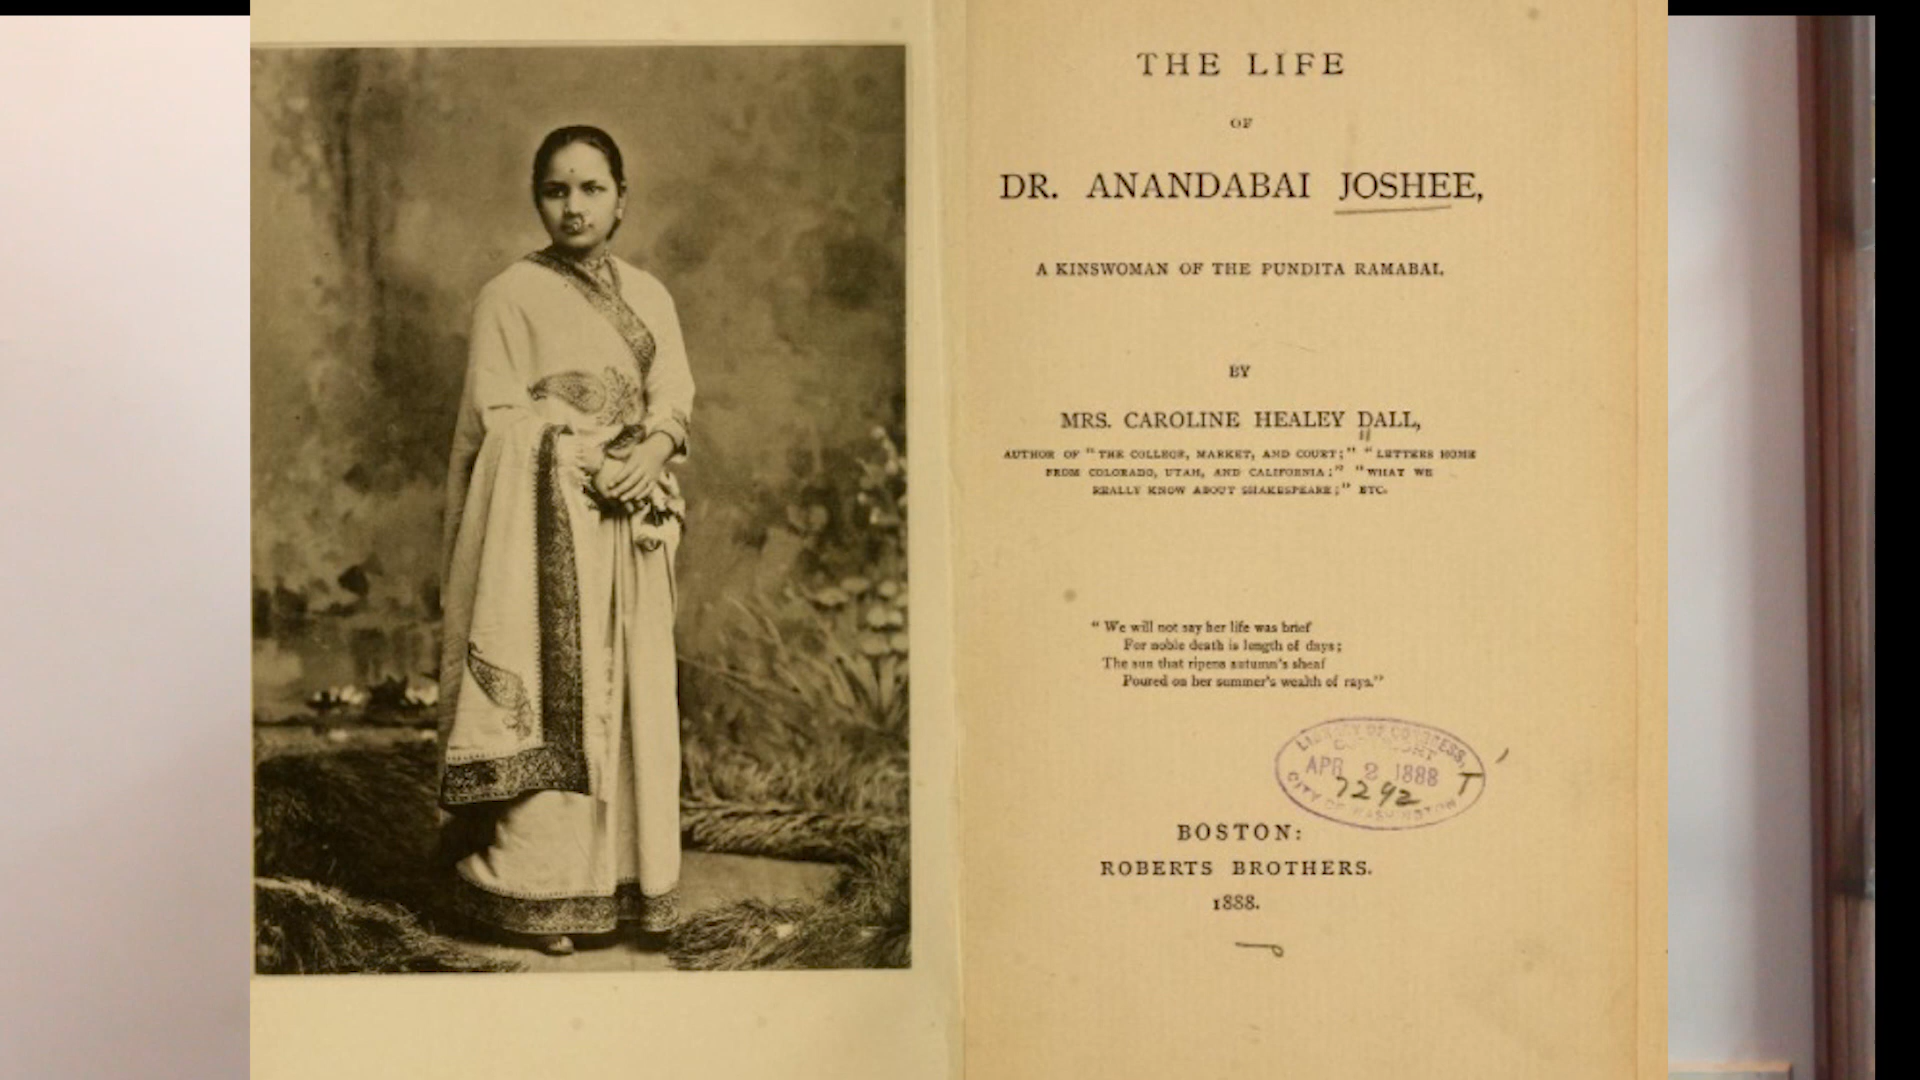 THE LIFE
OF
DR. ANANDABAI JOSHEE,
A KINSWOMAN OF THE PUNDITA RAMABAI.
BY
MRS. CAROLINE HEALEY DALL,
AUTHOR OF "THE COLLEGE, MARKET, AND COURT;" "LETTERS HOME
FROM COLORADO, UTAH, AND CALIFORNIA;" "WHAT WE
REALLY KNOW ABOUT SHAKESPEARE;" ETC.
"We will not say her life was brief
For noble death is length of days;
The sun that ripens autumn's sheaf
Poured on her summer's wealth of rays."
LIBRARY OF CONGRESS,
COPYRIGHT
APR 2 1888
7292 T
CITY OF WASHINGTON
BOSTON:
ROBERTS BROTHERS.
1888.